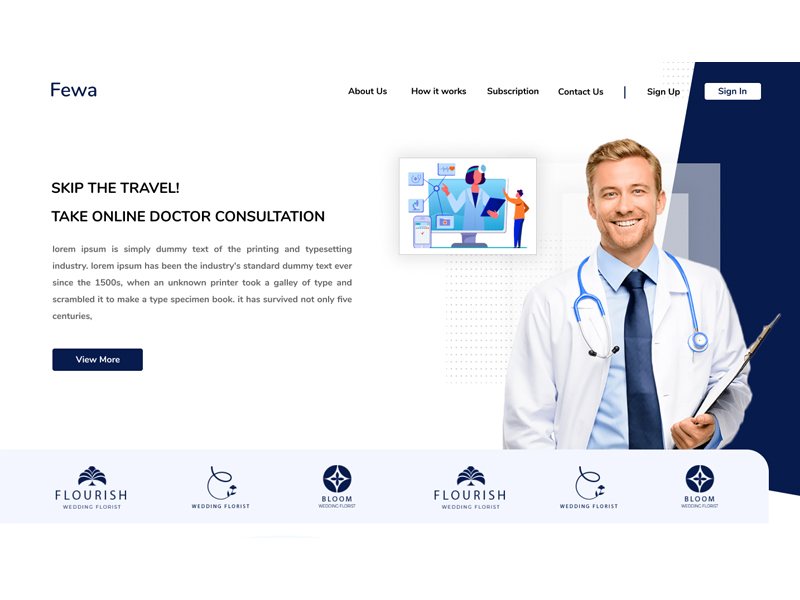 Fewa
About Us How it works Subscription Contact Us | Sign Up Sign In
SKIP THE TRAVEL!
TAKE ONLINE DOCTOR CONSULTATION
lorem ipsum is simply dummy text of the printing and typesetting
industry. lorem ipsum has been the industry's standard dummy text ever
since the 1500s, when an unknown printer took a galley of type and
scrambled it to make a type specimen book. it has survived not only five
centuries,
View More
FLOURISH
WEDDING FLORIST
WEDDING FLORIST
BLOOM
WEDDING FLORIST
FLOURISH
WEDDING FLORIST
WEDDING FLORIST
BLOOM
WEDDING FLORIST